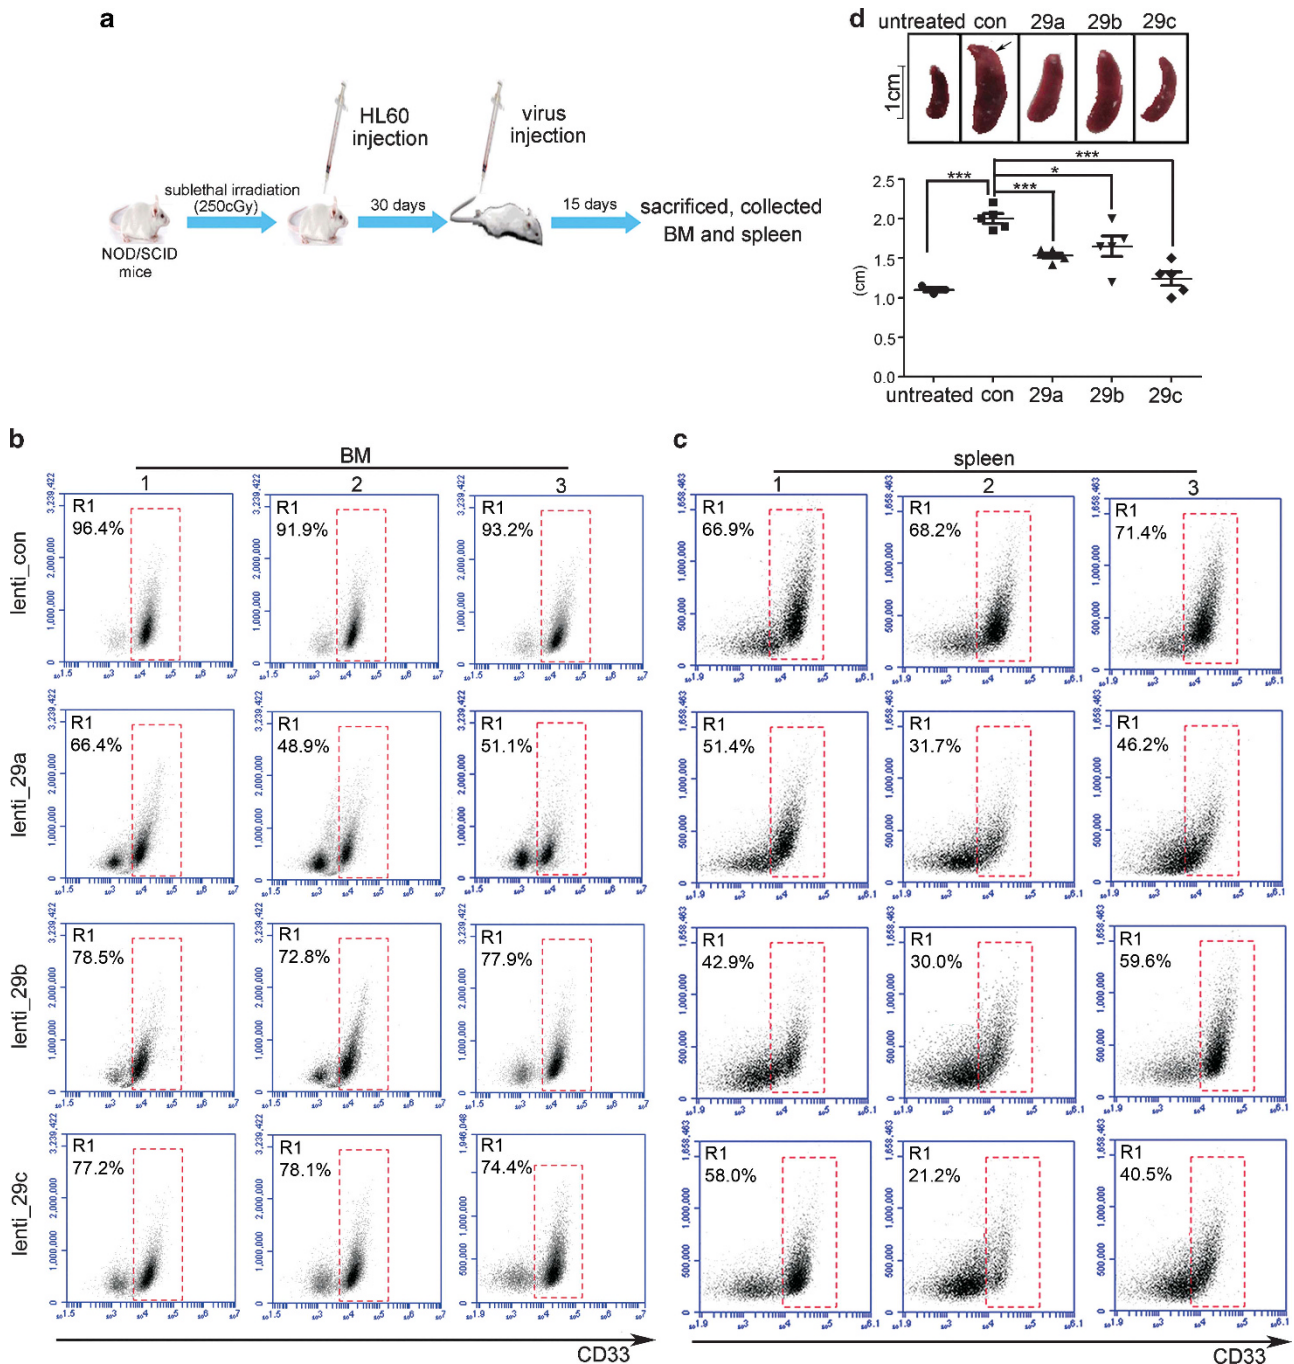 a
HL60
injection
virus
injection
sublethal irradiation
(250cGy)
30 days
15 days
sacrificed, collected
BM and spleen
NOD/SCID
mice
d
untreated con 29a 29b 29c
1cm
***
***
*
***
2.5
2.0
1.5
1.0
0.5
0.0
(cm)
untreated con 29a 29b 29c
b
BM
1 2 3
lenti_con
R1
96.4%
R1
91.9%
R1
93.2%
lenti_29a
R1
66.4%
R1
48.9%
R1
51.1%
lenti_29b
R1
78.5%
R1
72.8%
R1
77.9%
lenti_29c
R1
77.2%
R1
78.1%
R1
74.4%
CD33
c
spleen
1 2 3
R1
66.9%
R1
68.2%
R1
71.4%
R1
51.4%
R1
31.7%
R1
46.2%
R1
42.9%
R1
30.0%
R1
59.6%
R1
58.0%
R1
21.2%
R1
40.5%
CD33